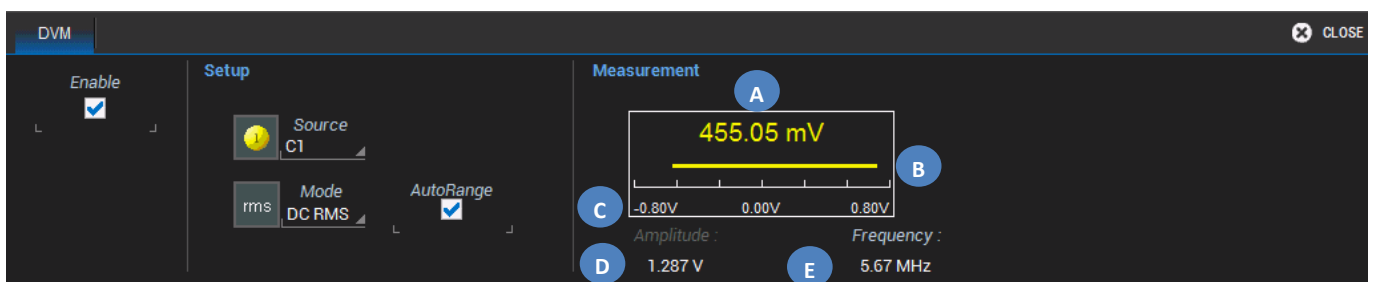 DVM
CLOSE
Enable
Setup
1
Source
C1
rms
Mode
DC RMS
AutoRange
Measurement
A
455.05 mV
B
C
-0.80V 0.00V 0.80V
Amplitude :
D
1.287 V
Frequency :
E
5.67 MHz